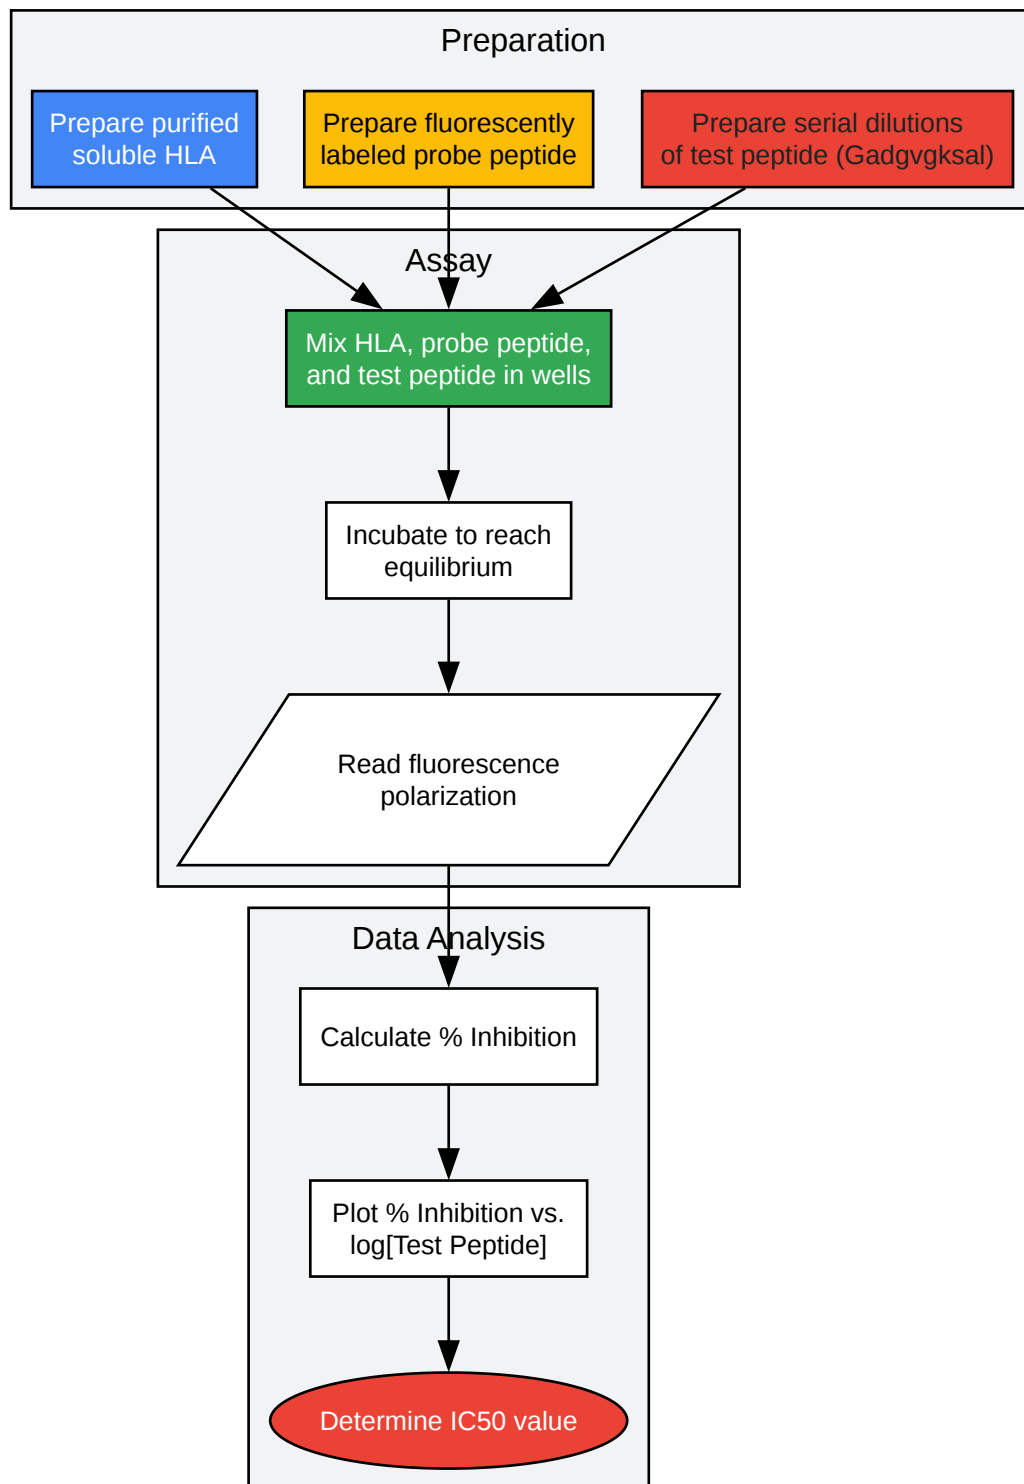 Preparation
Prepare purified
soluble HLA
Prepare fluorescently
labeled probe peptide
Prepare serial dilutions
of test peptide (Gadgvgksal)
Assay
Mix HLA, probe peptide,
and test peptide in wells
Incubate to reach
equilibrium
Read fluorescence
polarization
Data Analysis
Calculate % Inhibition
Plot % Inhibition vs.
log[Test Peptide]
Determine IC50 value